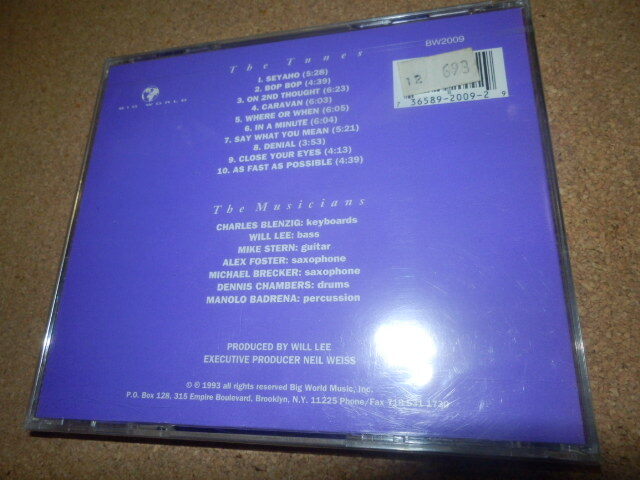 BW2009
The Tunes
1. SEYAHO (5:28)
2. BOP BOP (4:39)
3. ON 2ND THOUGHT (6:23)
4. CARAVAN (6:03)
5. WHERE OR WHEN (6:05)
6. IN A MINUTE (6:04)
7. SAY WHAT YOU MEAN (5:21)
8. DENIAL (3:53)
9. CLOSE YOUR EYES (4:13)
10. AS FAST AS POSSIBLE (4:39)
BIG WORLD
12 693
7 36589-2009-2 9
The Musicians
CHARLES BLENZIG: keyboards
WILL LEE: bass
MIKE STERN: guitar
ALEX FOSTER: saxophone
MICHAEL BRECKER: saxophone
DENNIS CHAMBERS: drums
MANOLO BADRENA: percussion
PRODUCED BY WILL LEE
EXECUTIVE PRODUCER NEIL WEISS
℗ © 1993 all rights reserved Big World Music, Inc.
P.O. Box 128, 315 Empire Boulevard, Brooklyn, N.Y. 11225 Phone/Fax 718 531 1730